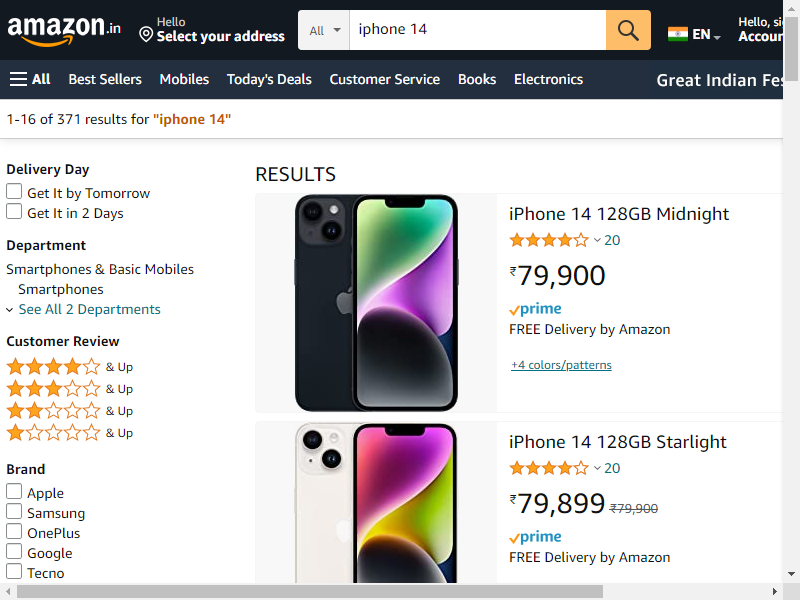 amazon.in
Hello
Select your address
All
iphone 14
EN
Hello,
All
Best Sellers
Mobiles
Today's Deals
Customer Service
Books
Electronics
Great Indian
1-16 of 371 results for "iphone 14"
Delivery Day
Get It by Tomorrow
Get It in 2 Days
Department
Smartphones & Basic Mobiles
Smartphones
See All 2 Departments
Customer Review
& Up
& Up
& Up
& Up
Brand
Apple
Samsung
OnePlus
Google
Tecno
RESULTS
iPhone 14 128GB Midnight
20
₹79,900
prime
FREE Delivery by Amazon
+4 colors/patterns
iPhone 14 128GB Starlight
20
₹79,899 ₹79,900
prime
FREE Delivery by Amazon